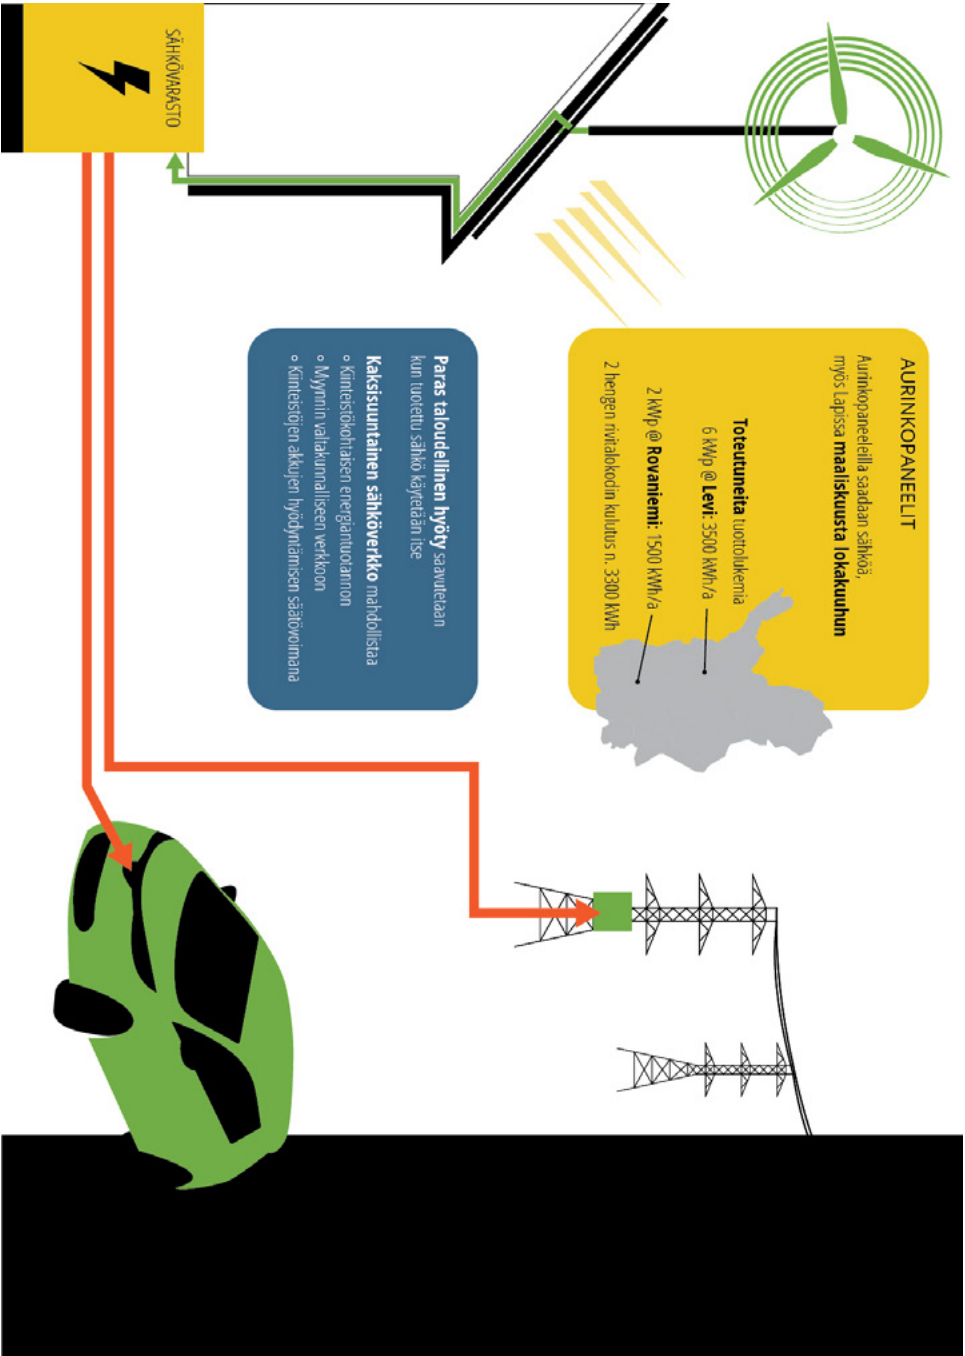 SÄHKÖVARASTO
AURINKOPANEELIT
Aurinkopaneeleilla saadaan sähköä,
myös Lapissa maaliskuusta lokakuuhun
Toteutuneita tuottolukemia
6 kWp @ Levi: 3500 kWh/a
2 kWp @ Rovaniemi: 1500 kWh/a
2 hengen rivitalokodin kulutus n. 3300 kWh
Paras taloudellinen hyöty saavutetaan
kun tuotettu sähkö käytetään itse
Kaksisuuntainen sähköverkko mahdollistaa
◦ Kiinteistökohtaisen energiantuotannon
◦ Myynnin valtakunnalliseen verkkoon
◦ Kiinteistöjen akkujen hyödyntämisen säätövoimana